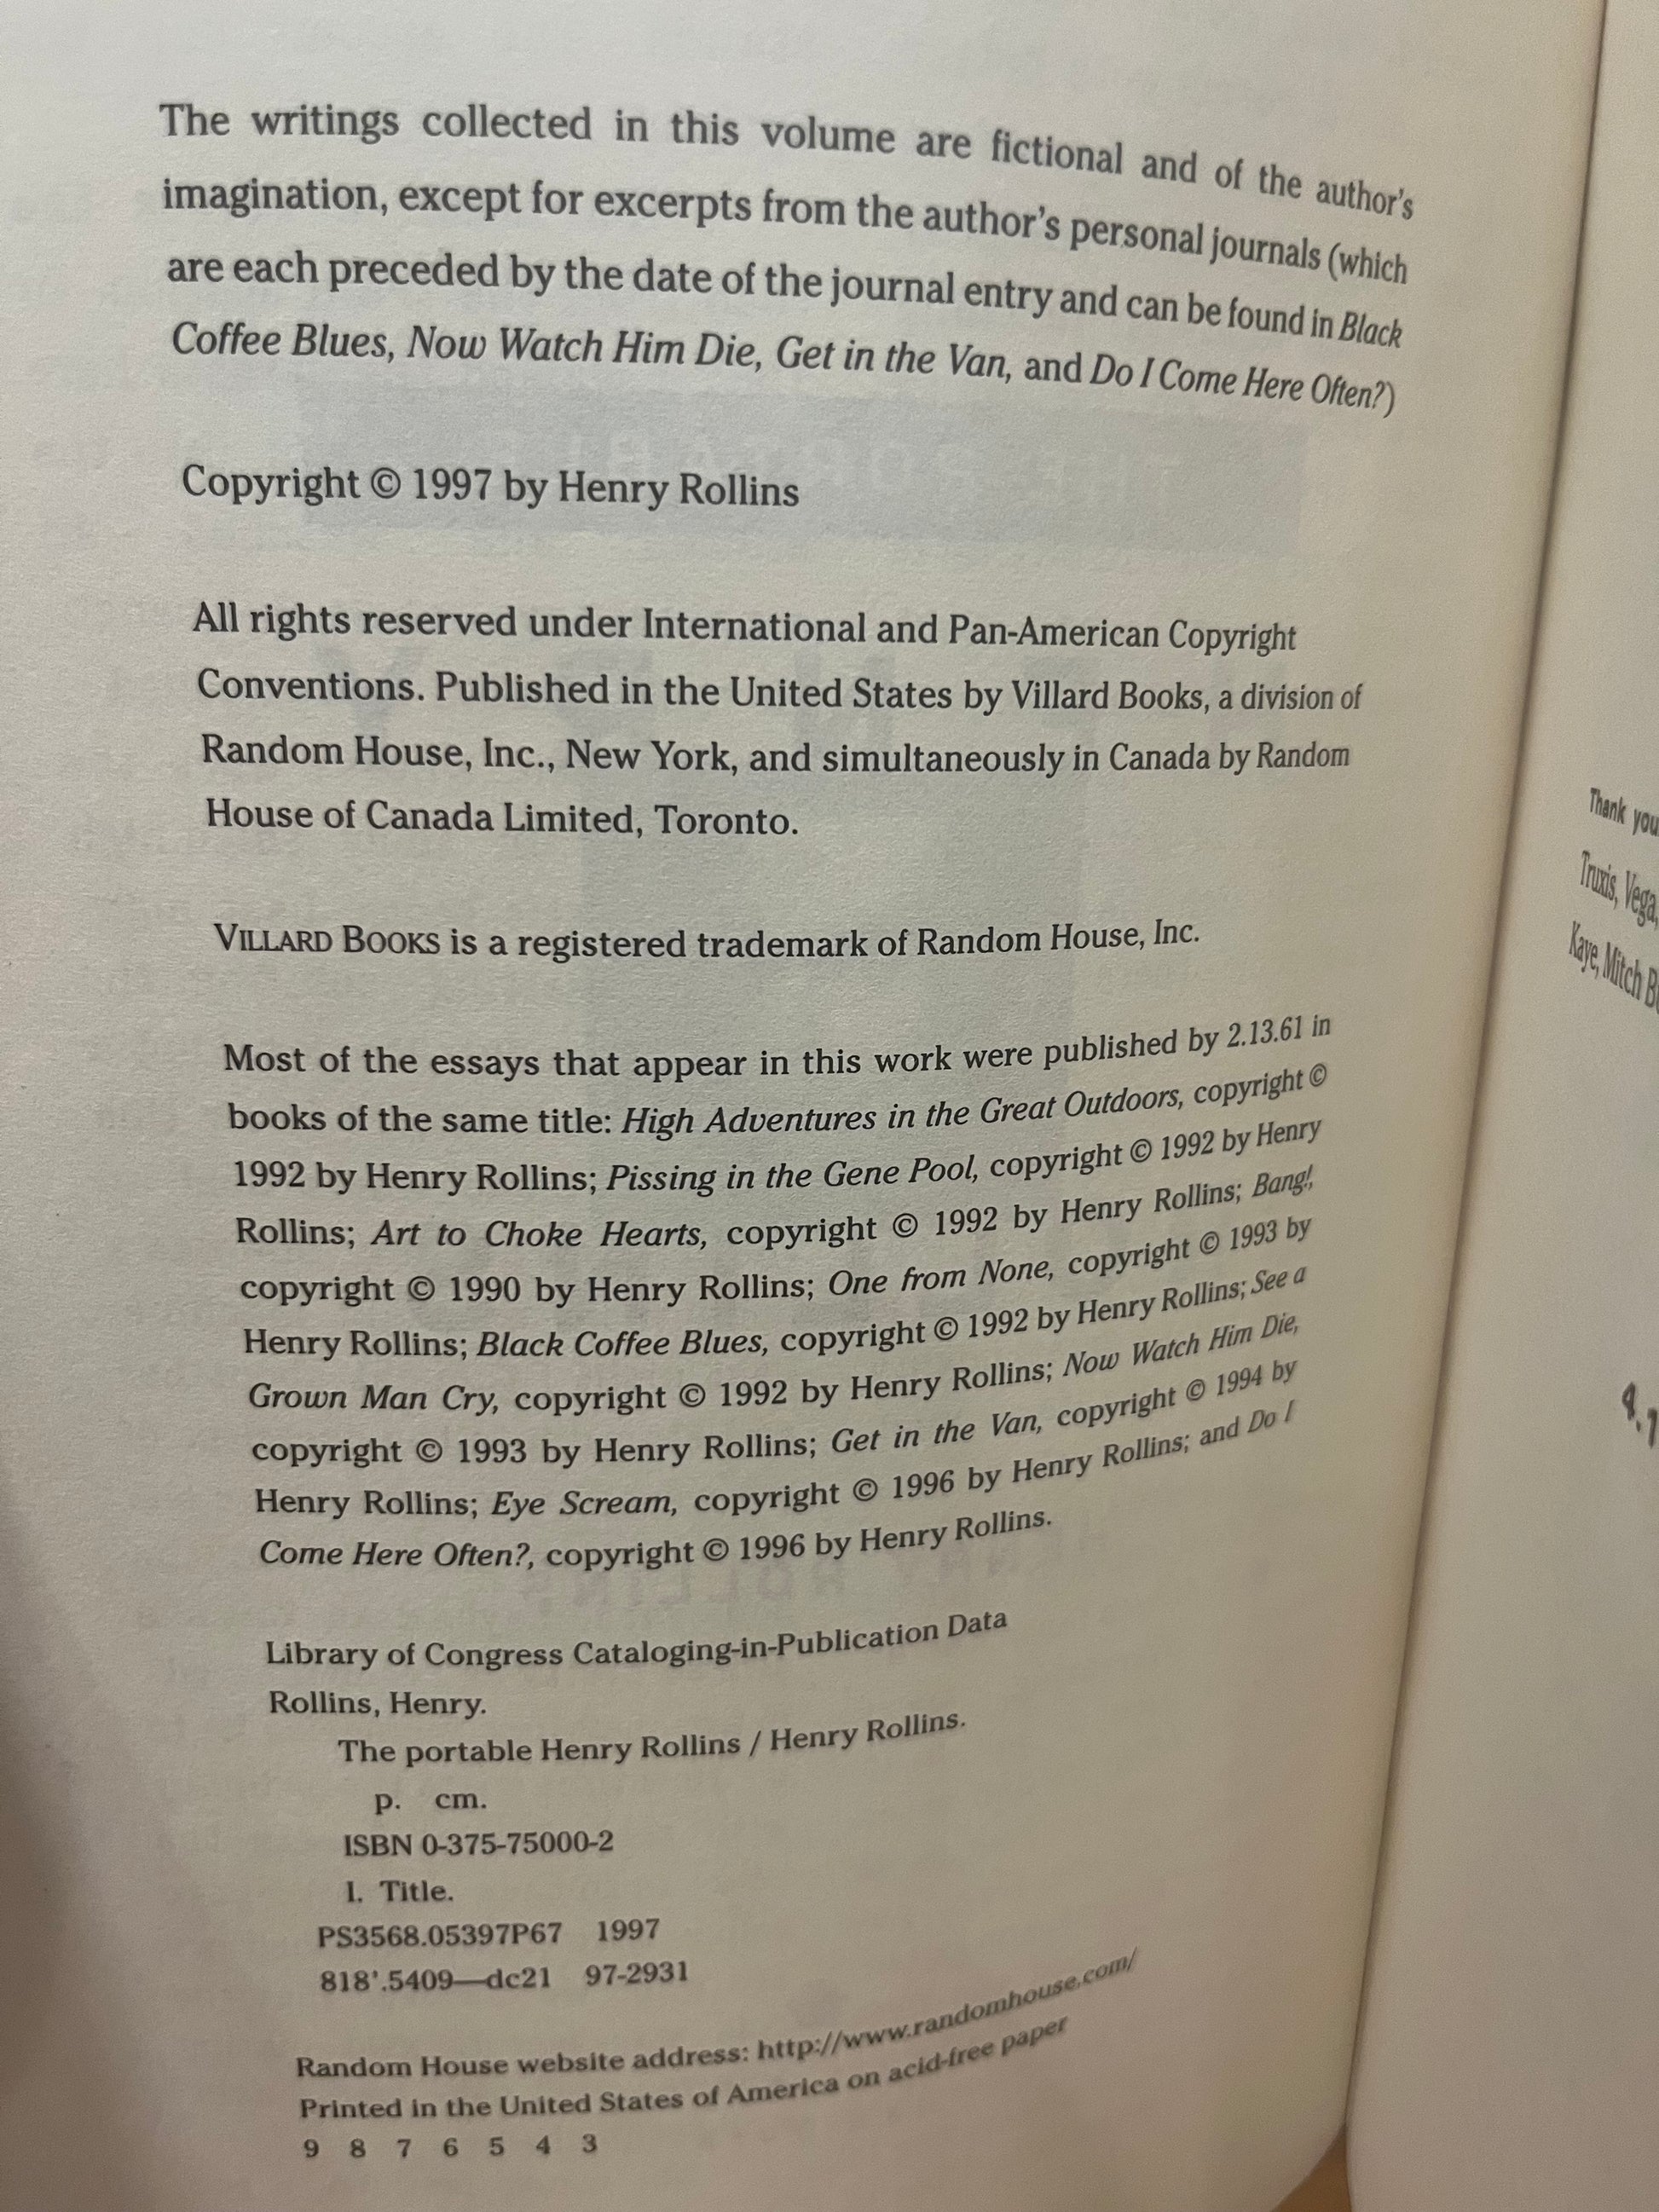 The writings collected in this volume are fictional and of the author's
imagination, except for excerpts from the author's personal journals (which
are each preceded by the date of the journal entry and can be found in Black
Coffee Blues, Now Watch Him Die, Get in the Van, and Do I Come Here Often?)
Copyright © 1997 by Henry Rollins
All rights reserved under International and Pan-American Copyright
Conventions. Published in the United States by Villard Books, a division of
Random House, Inc., New York, and simultaneously in Canada by Random
House of Canada Limited, Toronto.
VILLARD BOOKS is a registered trademark of Random House, Inc.
Most of the essays that appear in this work were published by 2.13.61 in
books of the same title: High Adventures in the Great Outdoors, copyright ©
1992 by Henry Rollins; Pissing in the Gene Pool, copyright © 1992 by Henry
Rollins; Art to Choke Hearts, copyright © 1992 by Henry Rollins; Bang!,
copyright © 1990 by Henry Rollins; One from None, copyright © 1993 by
Henry Rollins; Black Coffee Blues, copyright © 1992 by Henry Rollins; See a
Grown Man Cry, copyright © 1992 by Henry Rollins; Now Watch Him Die,
copyright © 1993 by Henry Rollins; Get in the Van, copyright © 1994 by
Henry Rollins; Eye Scream, copyright © 1996 by Henry Rollins; and Do I
Come Here Often?, copyright © 1996 by Henry Rollins.
Library of Congress Cataloging-in-Publication Data
Rollins, Henry.
The portable Henry Rollins / Henry Rollins.
p. cm.
ISBN 0-375-75000-2
I. Title.
PS3568.05397P67 1997
818'.5409—dc21 97-2931
Random House website address: http://www.randomhouse.com/
Printed in the United States of America on acid-free paper
9 8 7 6 5 4 3
Thank you
Truxis, Vega,
Kaye, Mitch